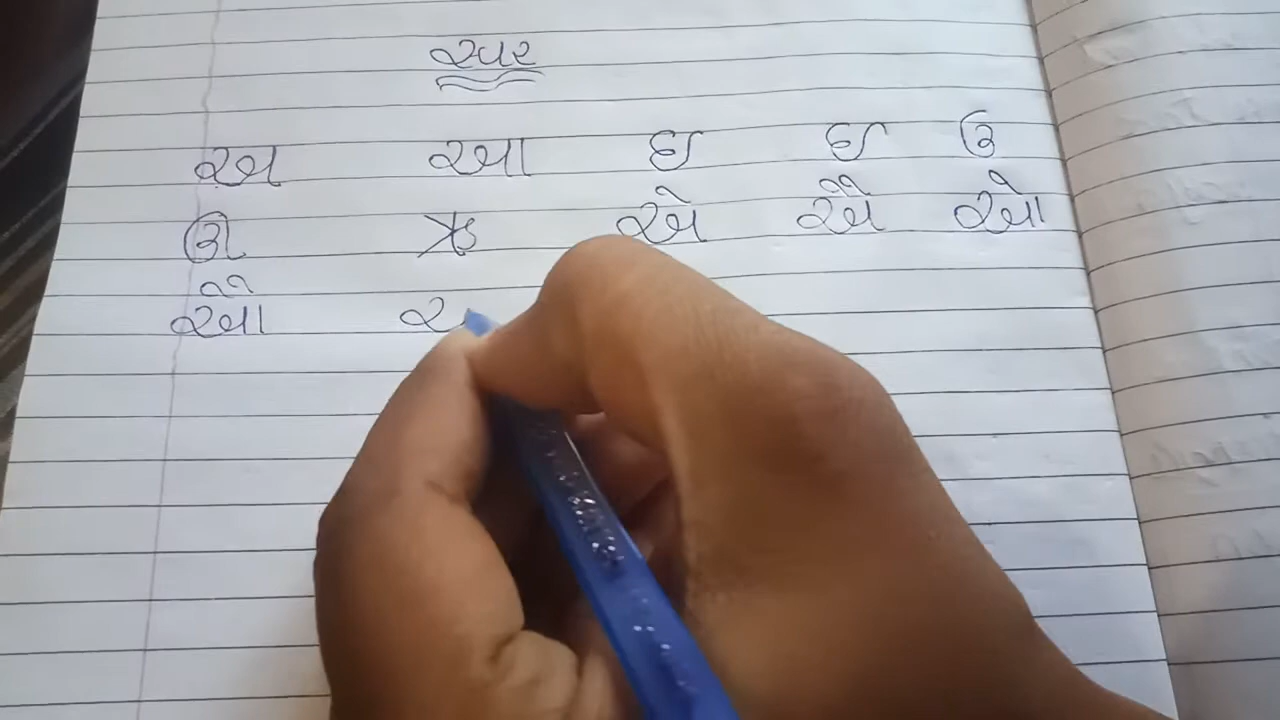 સ્વર
અ આ ઇ ઈ ઉ
ઊ ઋ એ ઐ ઓ
ઔ